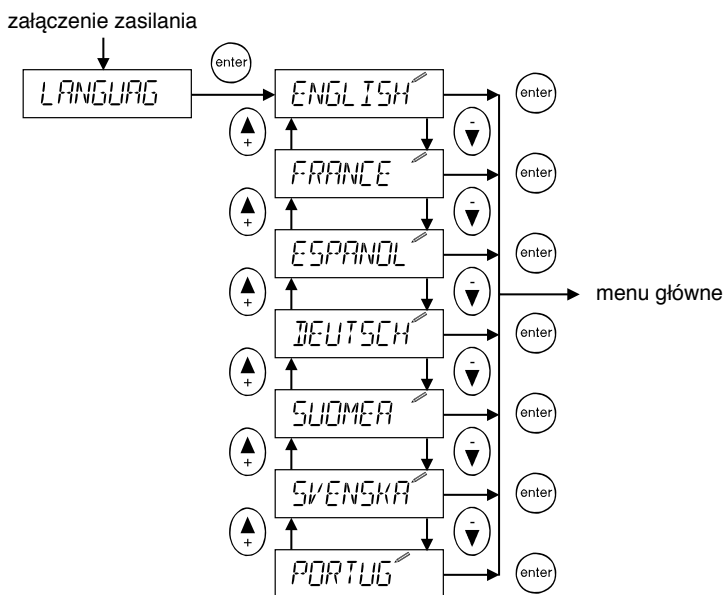 załączenie zasilania
enter
LANGUAG
ENGLISH
enter
+
-
FRANCE
enter
+
-
ESPANOL
enter
+
-
menu główne
DEUTSCH
enter
+
-
SUOMEA
enter
+
-
SVENSKA
enter
+
-
PORTUG
enter